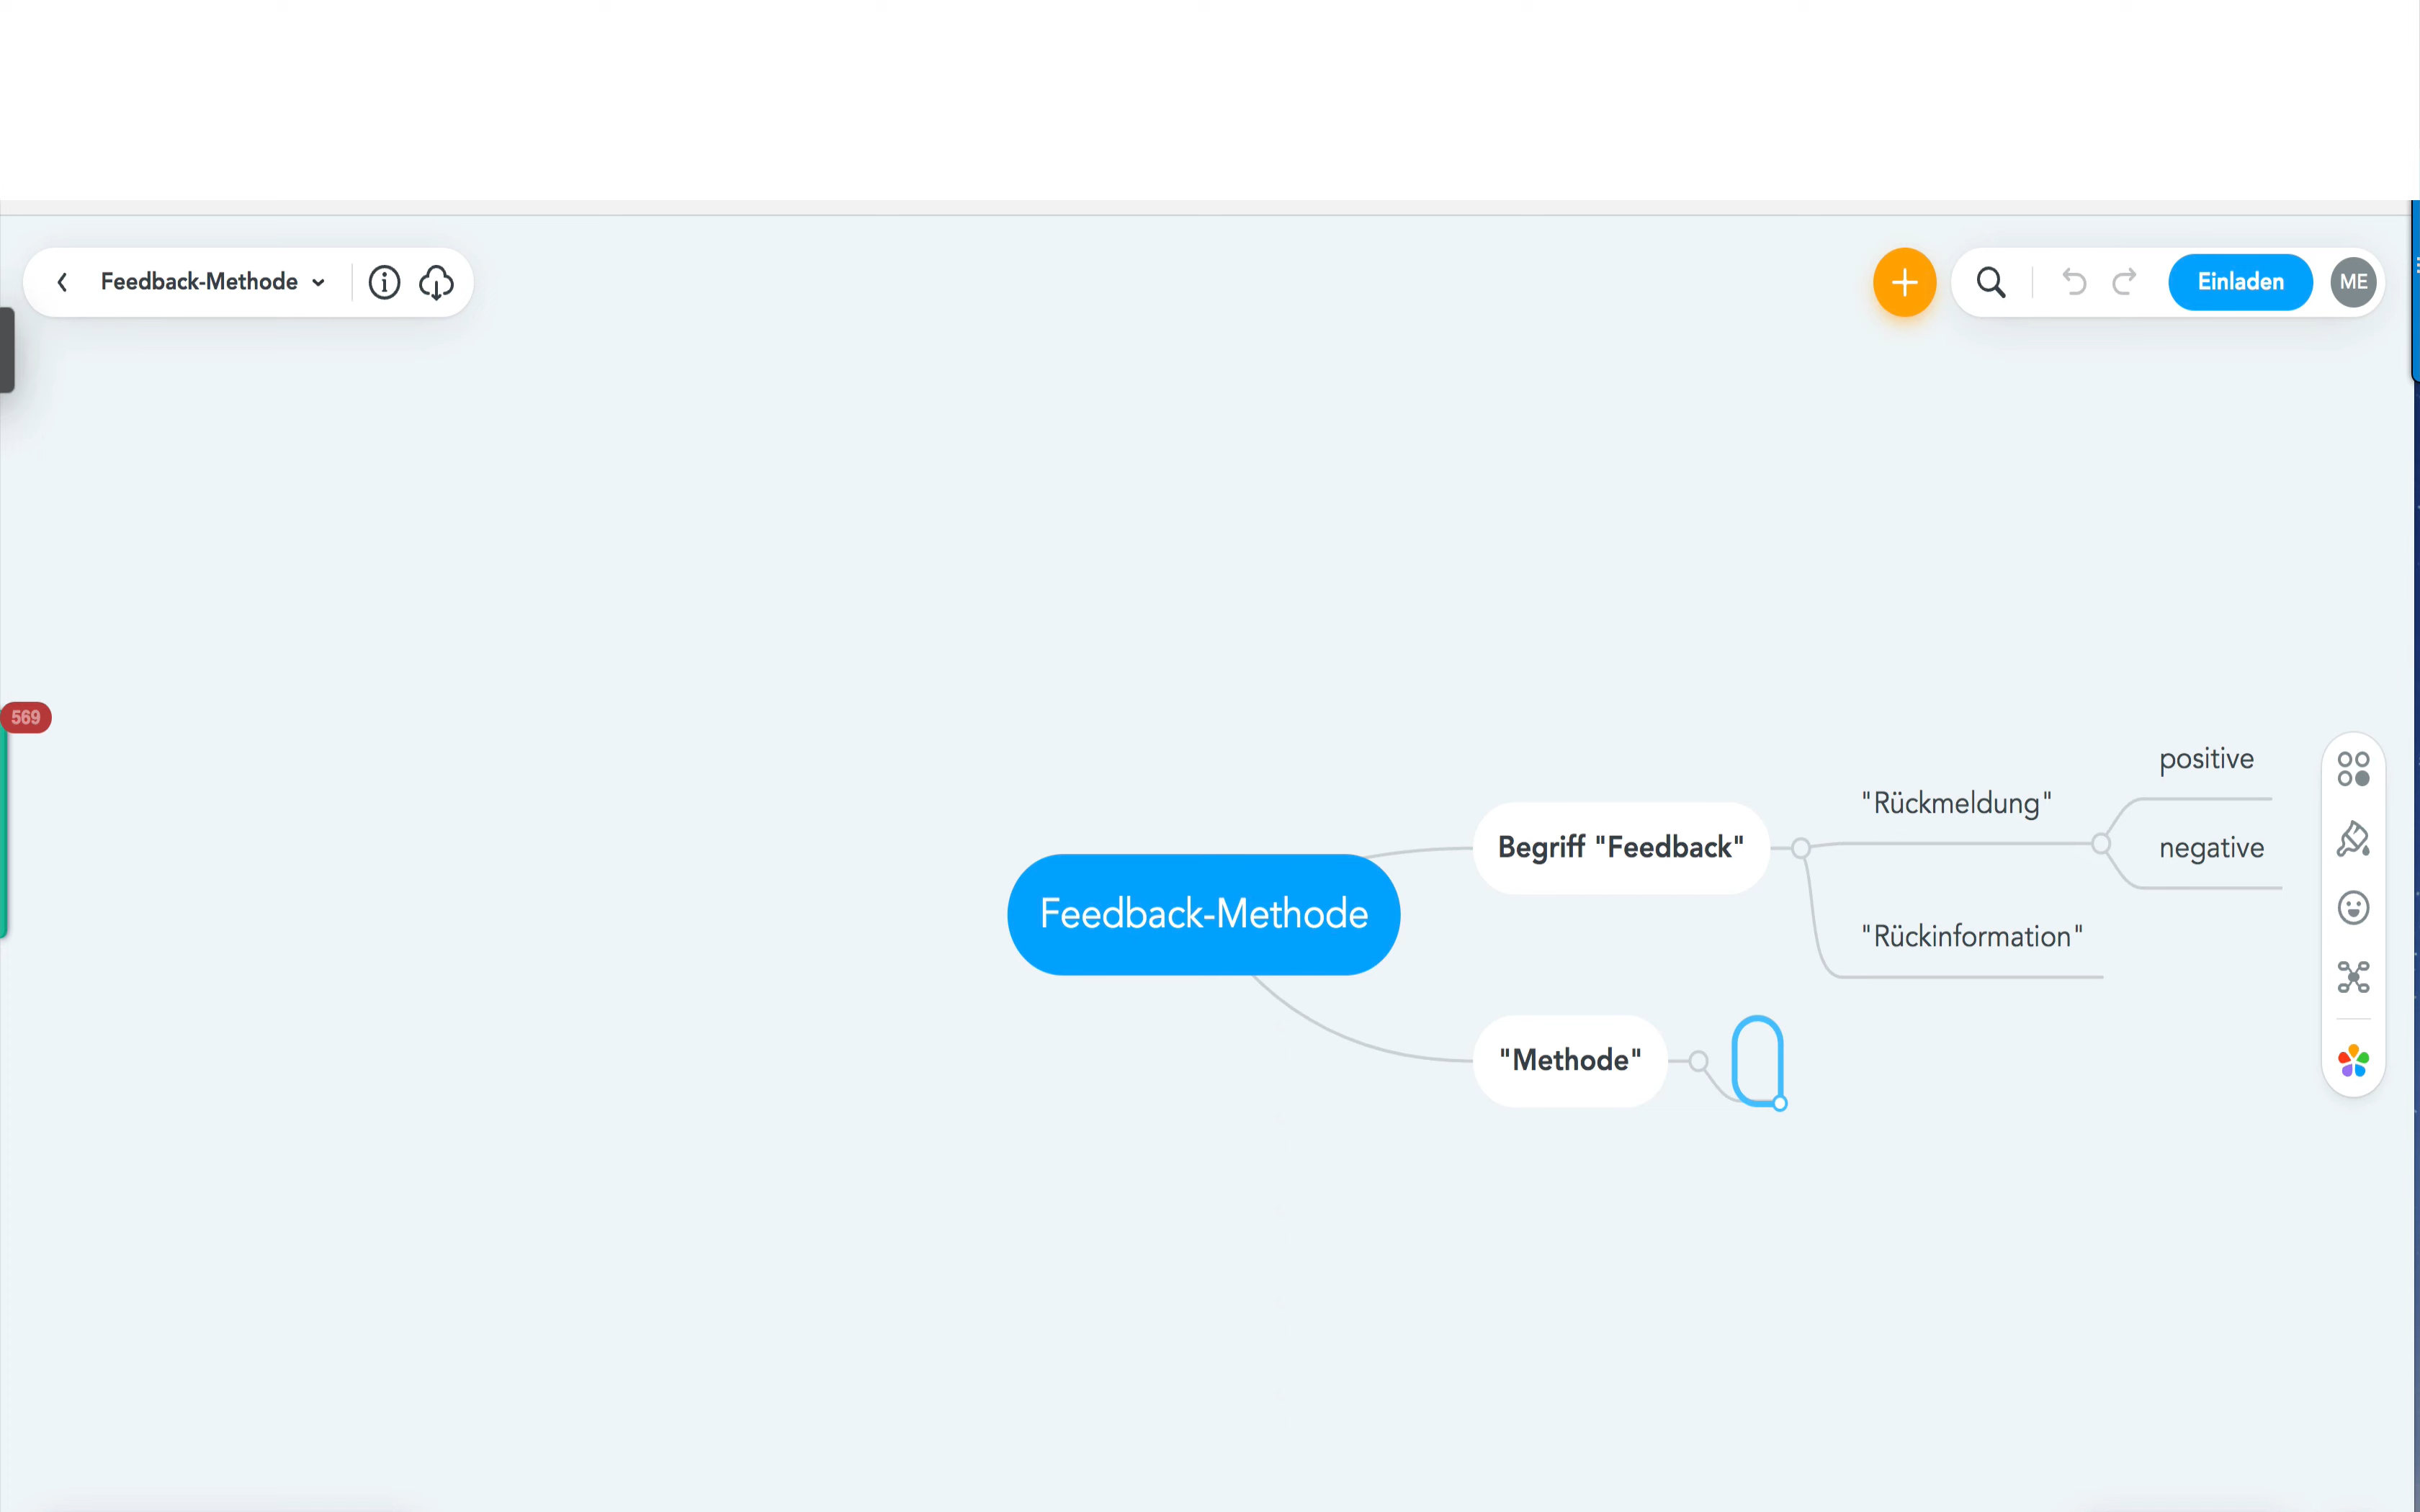 Feedback-Methode
Einladen
ME
569
positive
"Rückmeldung"
negative
Begriff "Feedback"
Feedback-Methode
"Rückinformation"
"Methode"